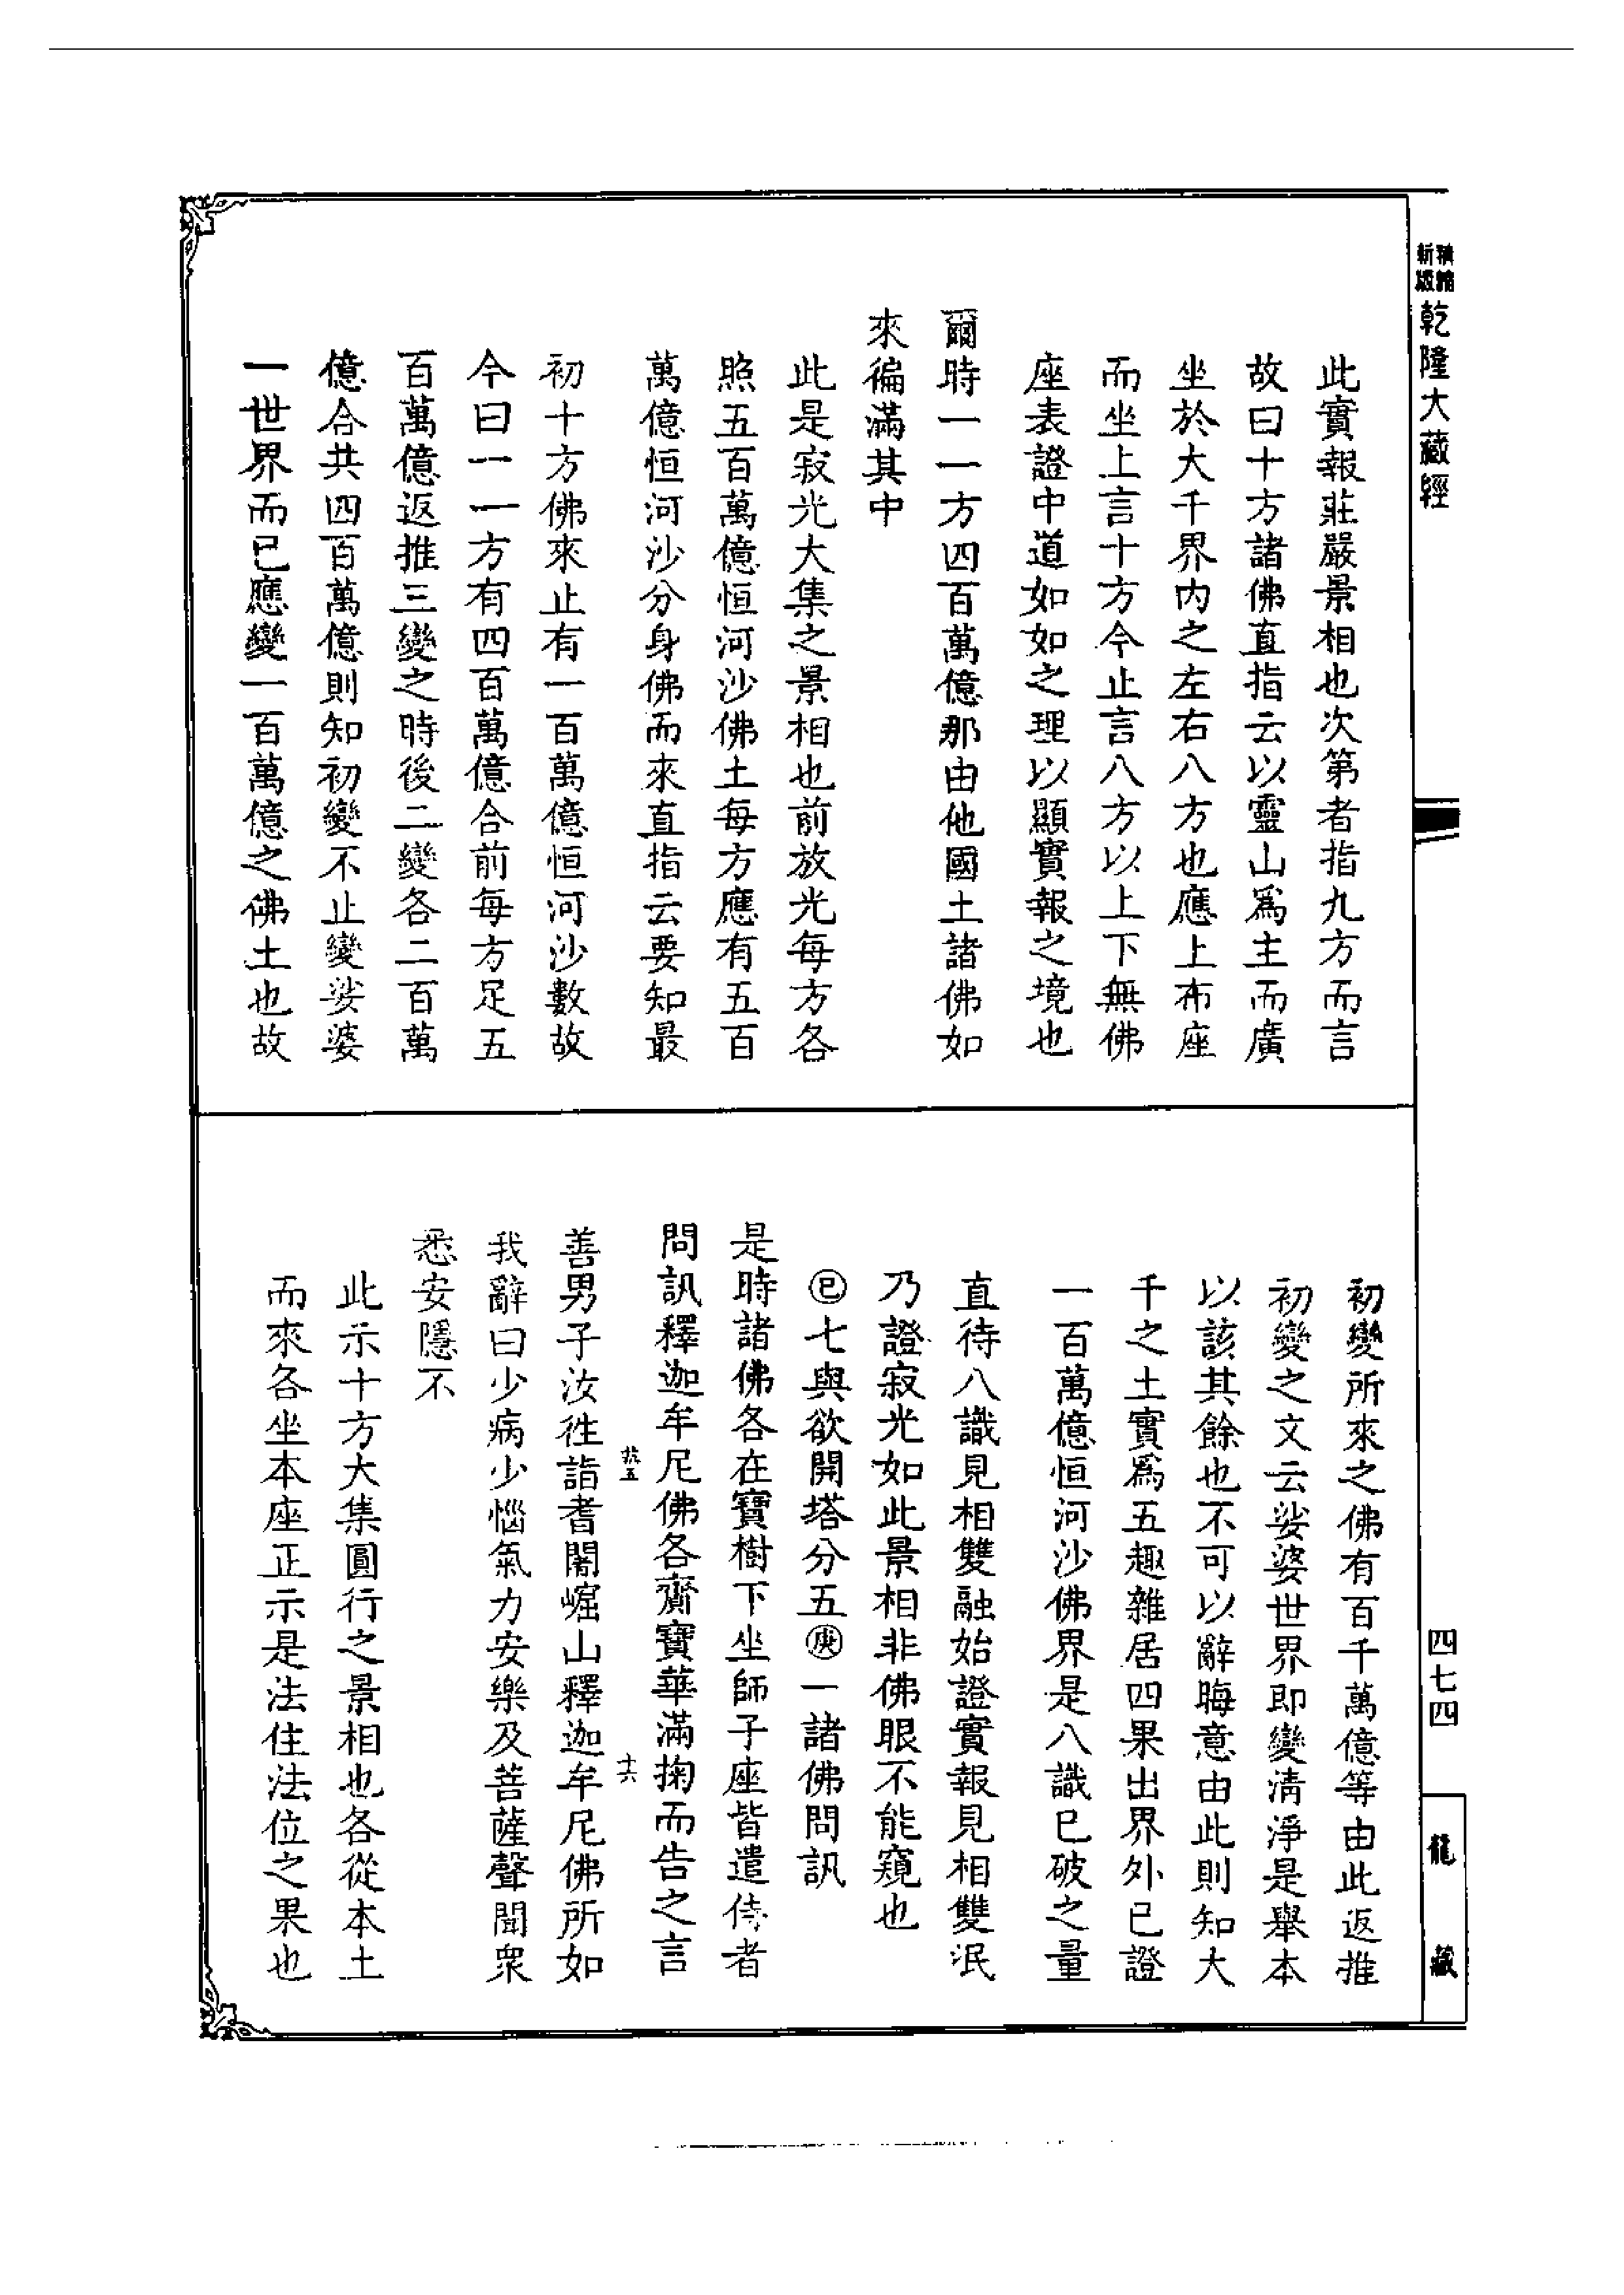 精縮
新版
乾隆大藏經
此實報莊嚴景相也次第者指九方而言
故曰十方諸佛直指云以靈山爲主而廣
坐於大千界内之左右八方也應上布座
而坐上言十方今止言八方以上下無佛
座表證中道如如之理以顯實報之境也
爾時一一方四百萬億那由他國土諸佛如
來徧滿其中
此是寂光大集之景相也前放光每方各
照五百萬億恒河沙佛土每方應有五百
萬億恒河沙分身佛而來直指云要知最
初十方佛來止有一百萬億恒河沙數故
今曰一一方有四百萬億合前每方足五
百萬億返推三變之時後二變各二百萬
億合共四百萬億則知初變不止變娑婆
一世界而已應變一百萬億之佛土也故
初變所來之佛有百千萬億等由此返推
初變之文云娑婆世界即變清淨是舉本
以該其餘也不可以辭晦意由此則知大
千之土實爲五趣雜居四果出界外已證
一百萬億恒河沙佛界是八識已破之量
直待八識見相雙融始證實報見相雙泯
乃證寂光如此景相非佛眼不能窺也
㊁七與欲開塔分五㊌一諸佛問訊
是時諸佛各在寶樹下坐師子座皆遣侍者
問訊釋迦牟尼佛各齎寶華滿掬而告之言
善男子汝徃詣耆闍崛山釋迦牟尼佛所如
我辭曰少病少惱氣力安樂及菩薩聲聞衆
悉安隱不
此示十方大集圓行之景相也各從本土
而來各坐本座正示是法住法位之果也
十六
四七四
龍藏